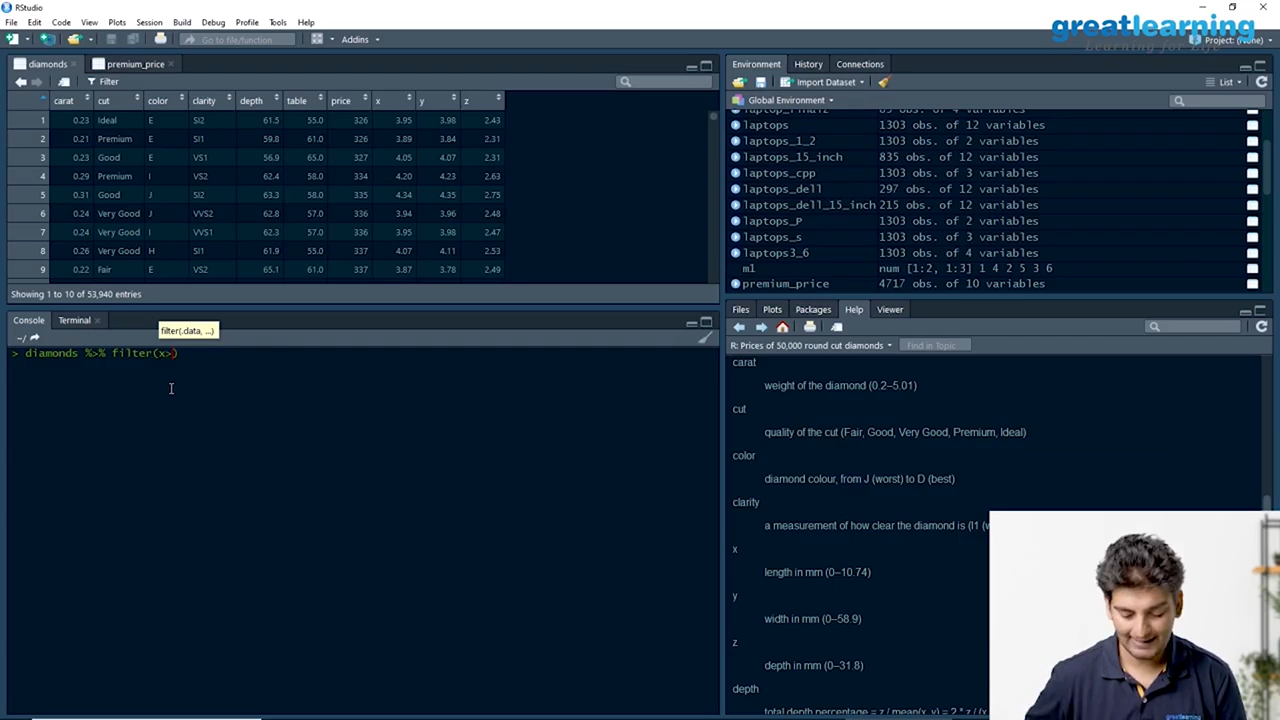 RStudio
File Edit Code View Plots Session Build Debug Profile Tools Help
greatlearning
Learning for Life
Go to file/function
Addins
Project: (None)
diamonds
premium_price
Filter
carat cut color clarity depth table price x y z
1 0.23 Ideal E SI2 61.5 55.0 326 3.95 3.98 2.43
2 0.21 Premium E SI1 59.8 61.0 326 3.89 3.84 2.31
3 0.23 Good E VS1 56.9 65.0 327 4.05 4.07 2.31
4 0.29 Premium I VS2 62.4 58.0 334 4.20 4.23 2.63
5 0.31 Good J SI2 63.3 58.0 335 4.34 4.35 2.75
6 0.24 Very Good J VVS2 62.8 57.0 336 3.94 3.96 2.48
7 0.24 Very Good I VVS1 62.3 57.0 336 3.95 3.98 2.47
8 0.26 Very Good H SI1 61.9 55.0 337 4.07 4.11 2.53
9 0.22 Fair E VS2 65.1 61.0 337 3.87 3.78 2.49
Showing 1 to 10 of 53,940 entries
Console Terminal
filter(.data, ...)
~/
> diamonds %>% filter(x>)
Environment History Connections
Import Dataset
List
Global Environment
laptops 1303 obs. of 12 variables
laptops_1_2 1303 obs. of 2 variables
laptops_15_inch 835 obs. of 12 variables
laptops_cpp 1303 obs. of 3 variables
laptops_dell 297 obs. of 12 variables
laptops_dell_15_inch 215 obs. of 12 variables
laptops_P 1303 obs. of 2 variables
laptops_s 1303 obs. of 3 variables
laptops3_6 1303 obs. of 4 variables
m1 num [1:2, 1:3] 1 4 2 5 3 6
premium_price 4717 obs. of 10 variables
Files Plots Packages Help Viewer
R: Prices of 50,000 round cut diamonds
Find in Topic
carat
weight of the diamond (0.2–5.01)
cut
quality of the cut (Fair, Good, Very Good, Premium, Ideal)
color
diamond colour, from J (worst) to D (best)
clarity
a measurement of how clear the diamond is (I1 (w
x
length in mm (0–10.74)
y
width in mm (0–58.9)
z
depth in mm (0–31.8)
depth
total depth percentage = z / mean(x, y) = 2 * z / (x
greatlearning